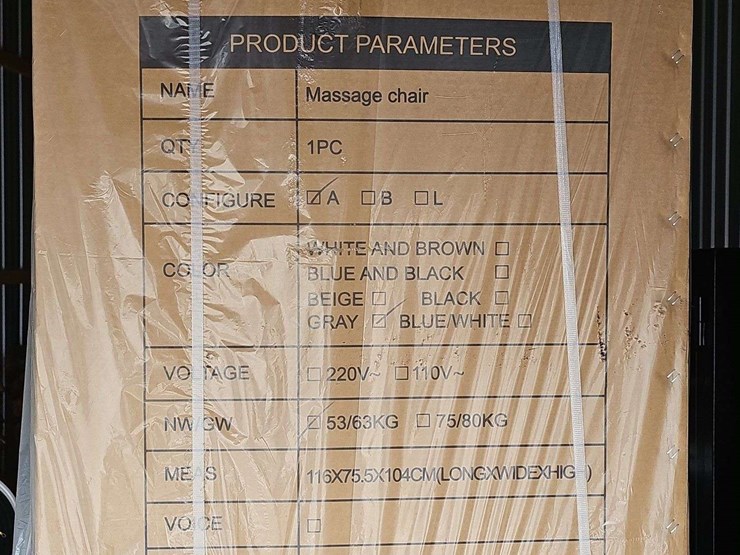 PRODUCT PARAMETERS
NAME Massage chair
QTY 1PC
CONFIGURE ☑ A ☐ B ☐ L
COLOR WHITE AND BROWN ☐
BLUE AND BLACK ☐
BEIGE ☐ BLACK ☐
GRAY ☑ BLUE/WHITE ☐
VOLTAGE ☐ 220V~ ☐ 110V~
NW/GW ☑ 53/63KG ☐ 75/80KG
MEAS 116X75.5X104CM(LONGXWIDEXHIGH)
VOICE ☐